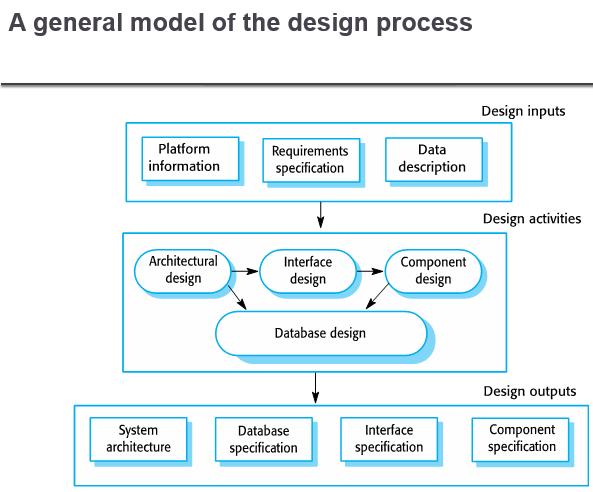 A general model of the design process
Design inputs
Platform
information
Requirements
specification
Data
description
Design activities
Architectural
design
Interface
design
Component
design
Database design
Design outputs
System
architecture
Database
specification
Interface
specification
Component
specification